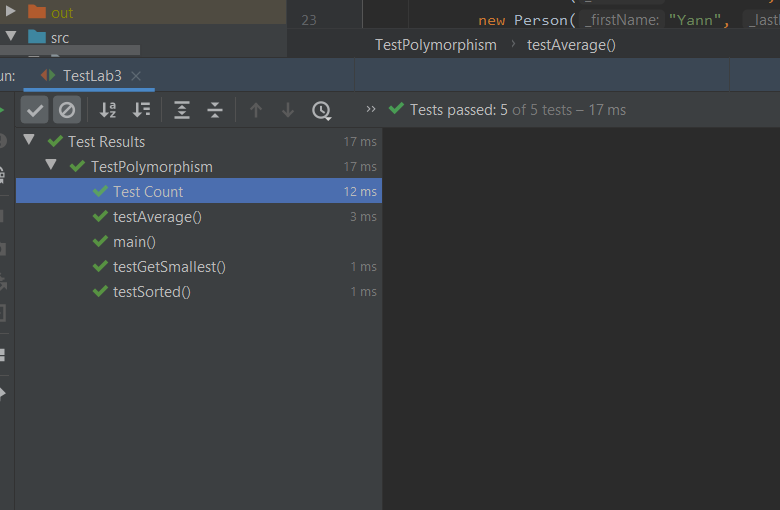 out
src
23 new Person( _firstName: "Yann",
TestPolymorphism › testAverage()
un: TestLab3
Tests passed: 5 of 5 tests – 17 ms
Test Results 17 ms
TestPolymorphism 17 ms
Test Count 12 ms
testAverage() 3 ms
main()
testGetSmallest() 1 ms
testSorted() 1 ms